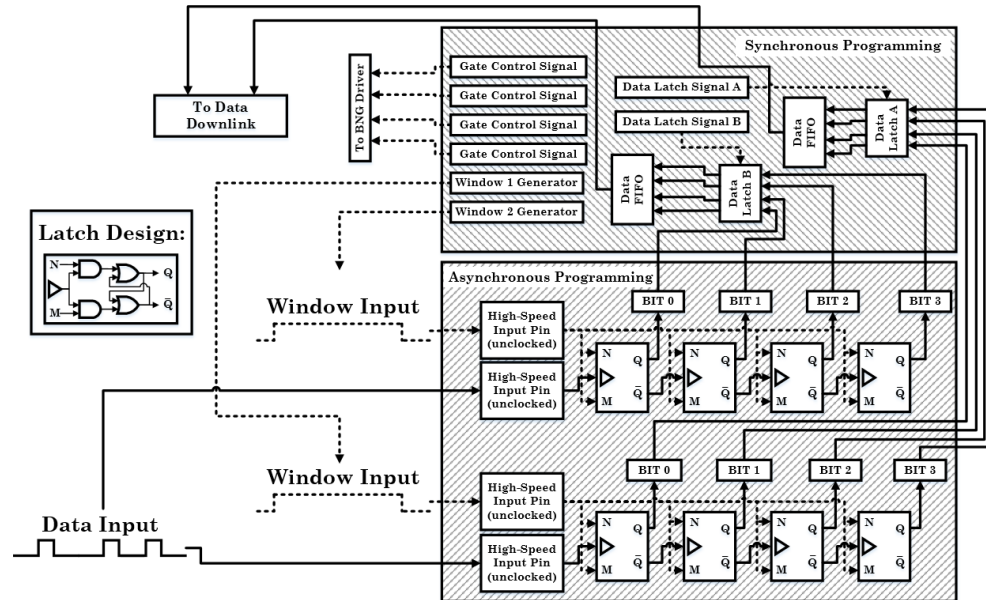 Synchronous Programming
Gate Control Signal
Gate Control Signal
Gate Control Signal
Gate Control Signal
Window 1 Generator
Window 2 Generator
To BNG Driver
Data Latch Signal A
Data Latch Signal B
Data
FIFO
Data
Latch A
Data
FIFO
Data
Latch B
To Data
Downlink
Latch Design:
N
M
Q
Q̄
Asynchronous Programming
BIT 0
BIT 1
BIT 2
BIT 3
Window Input
High-Speed
Input Pin
(unclocked)
High-Speed
Input Pin
(unclocked)
N
Q
Q̄
M
N
Q
Q̄
M
N
Q
Q̄
M
N
Q
Q̄
M
BIT 0
BIT 1
BIT 2
BIT 3
Window Input
High-Speed
Input Pin
(unclocked)
Data Input
High-Speed
Input Pin
(unclocked)
N
Q
Q̄
M
N
Q
Q̄
M
N
Q
Q̄
M
N
Q
Q̄
M